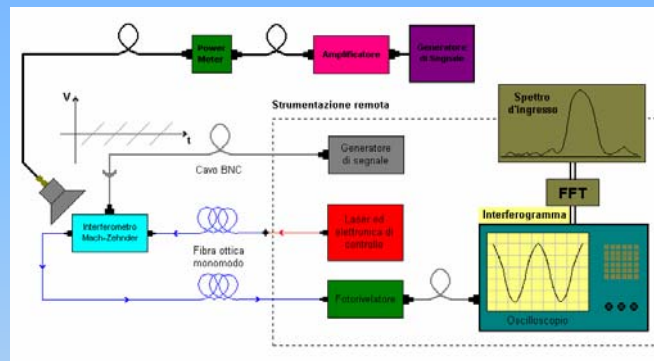 Power
Meter
Amplificatore
Generatore
di Segnale
Strumentazione remota
Spettro
d'ingresso
V
t
Cavo BNC
Generatore
di segnale
FFT
Interferogramma
Interferometro
Mach-Zehnder
Fibra ottica
monomodo
Laser ed
elettronica di
controllo
Fotorivelatore
Oscilloscopio